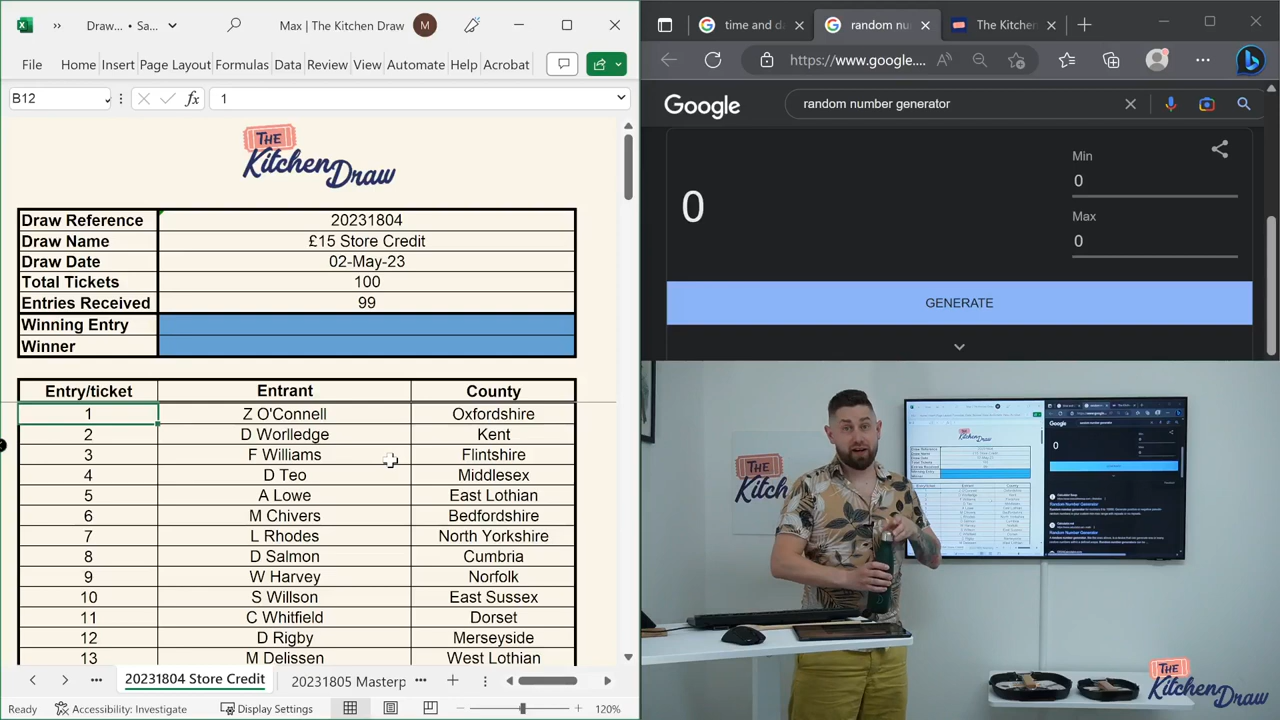 Draw... • Sa...
Max | The Kitchen Draw
M
File Home Insert Page Layout Formulas Data Review View Automate Help Acrobat
B12
fx
1
THE
Kitchen Draw
Draw Reference 20231804
Draw Name £15 Store Credit
Draw Date 02-May-23
Total Tickets 100
Entries Received 99
Winning Entry
Winner
Entry/ticket Entrant County
1 Z O'Connell Oxfordshire
2 D Worlledge Kent
3 F Williams Flintshire
4 D Teo Middlesex
5 A Lowe East Lothian
6 M Chivers Bedfordshire
7 L Rhodes North Yorkshire
8 D Salmon Cumbria
9 W Harvey Norfolk
10 S Willson East Sussex
11 C Whitfield Dorset
12 D Rigby Merseyside
13 M Delissen West Lothian
20231804 Store Credit
20231805 Masterp
Ready
Accessibility: Investigate
Display Settings
120%
time and da
random nu
The Kitchen
https://www.google....
Google
random number generator
0
Min
0
Max
0
GENERATE
THE
Kitchen
THE
Kitchen Draw